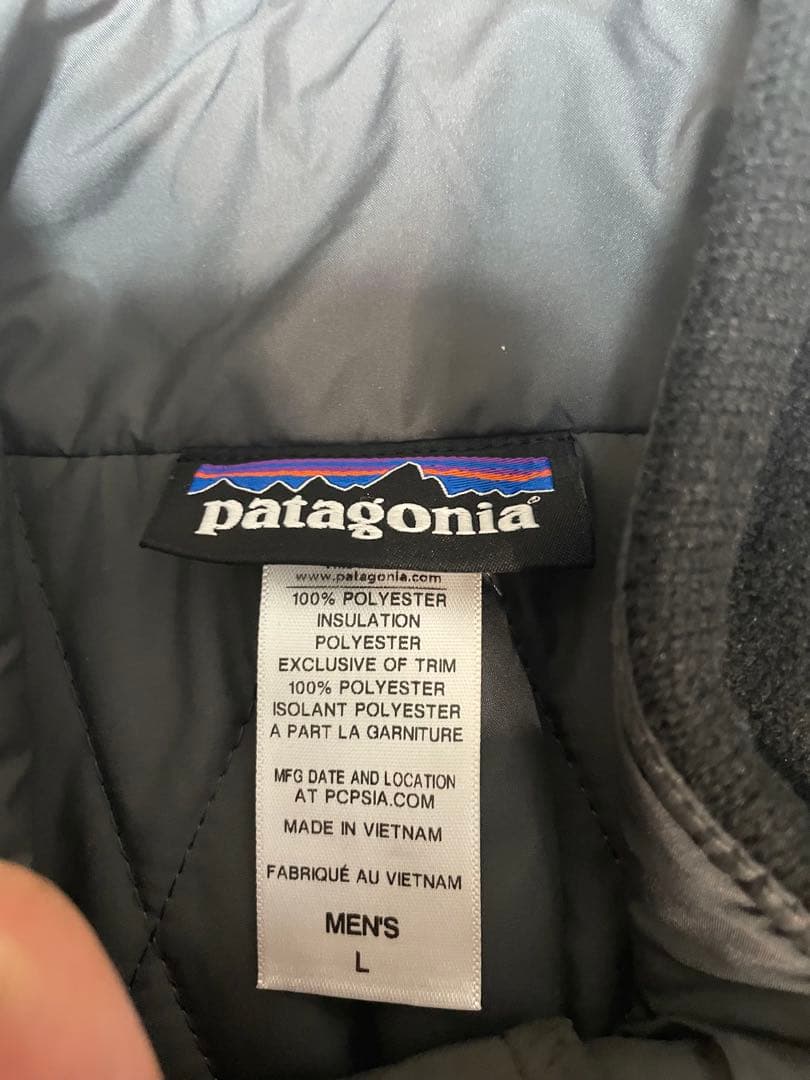 patagonia®
www.patagonia.com
100% POLYESTER
INSULATION
POLYESTER
EXCLUSIVE OF TRIM
100% POLYESTER
ISOLANT POLYESTER
A PART LA GARNITURE
MFG DATE AND LOCATION
AT PCPSIA.COM
MADE IN VIETNAM
FABRIQUÉ AU VIETNAM
MEN'S
L